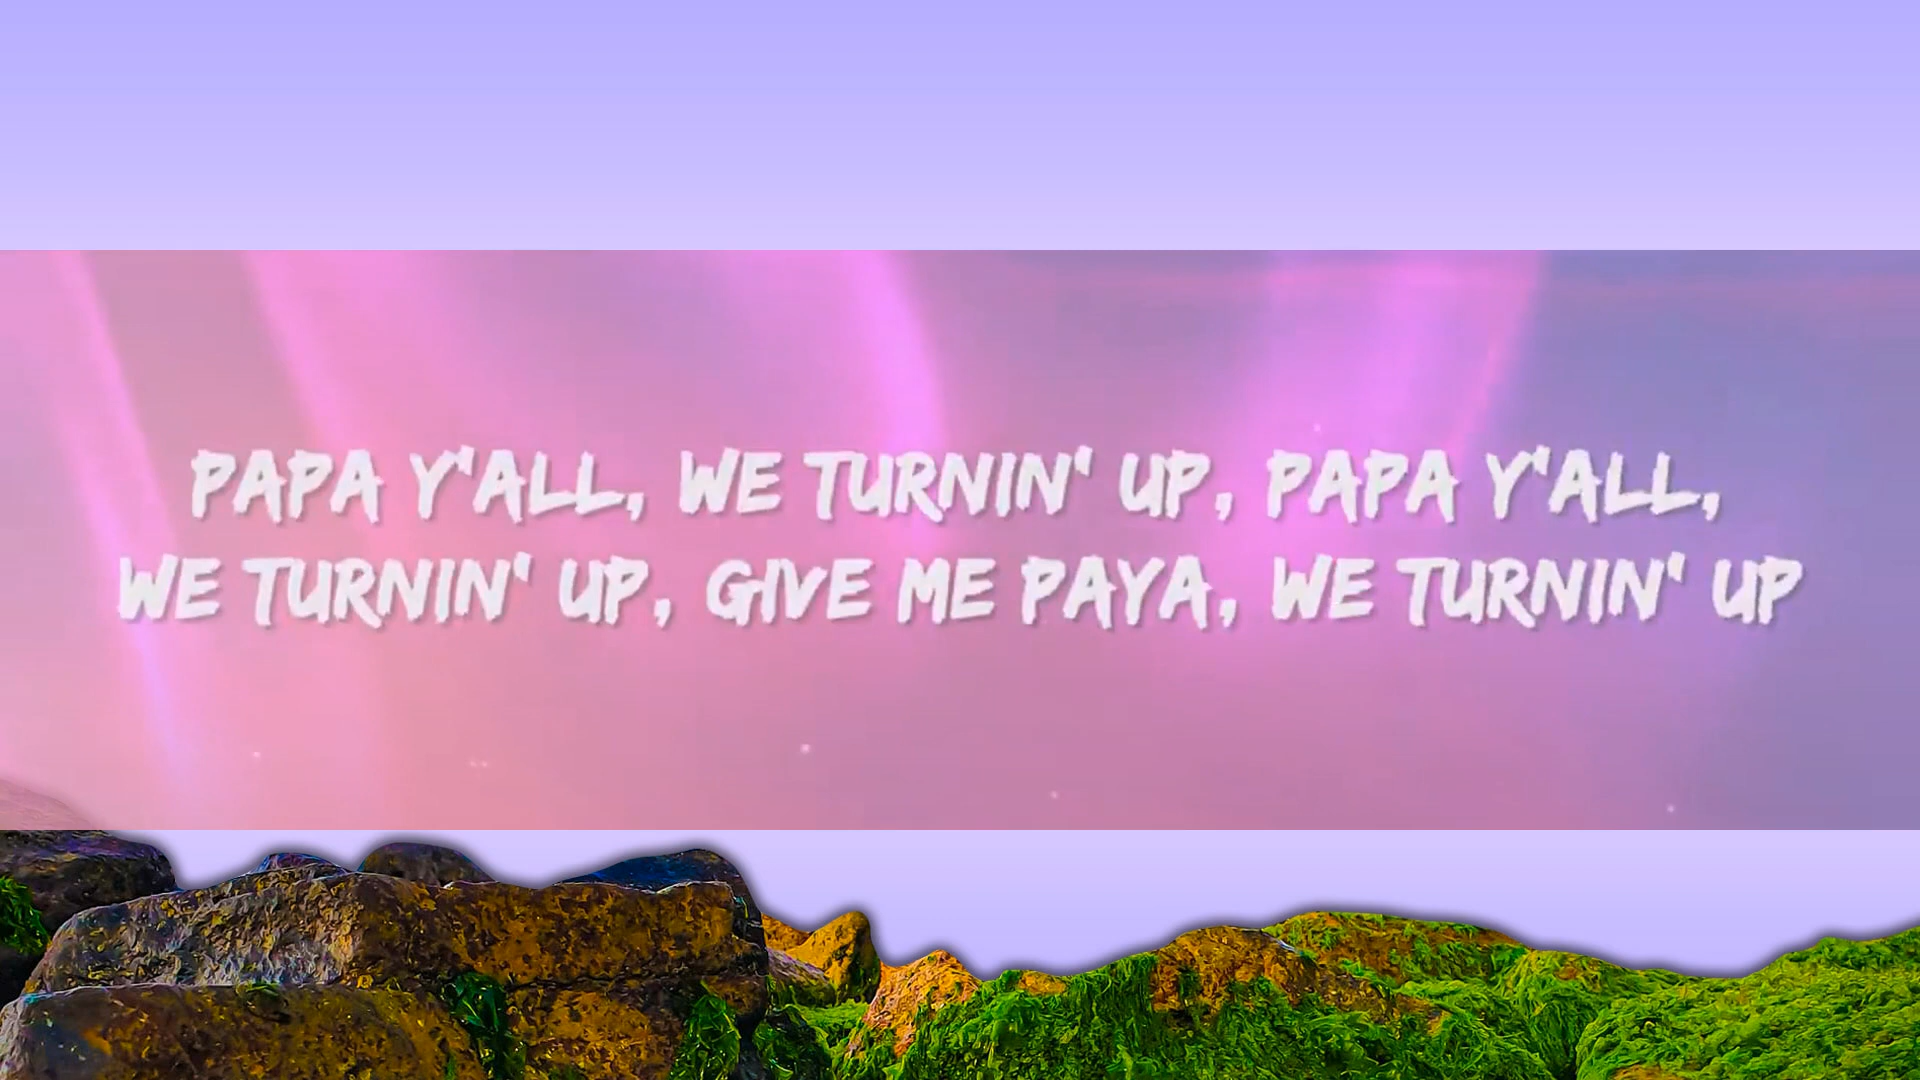 PAPA Y'ALL, WE TURNIN' UP, PAPA Y'ALL,
WE TURNIN' UP, GIVE ME PAYA, WE TURNIN' UP